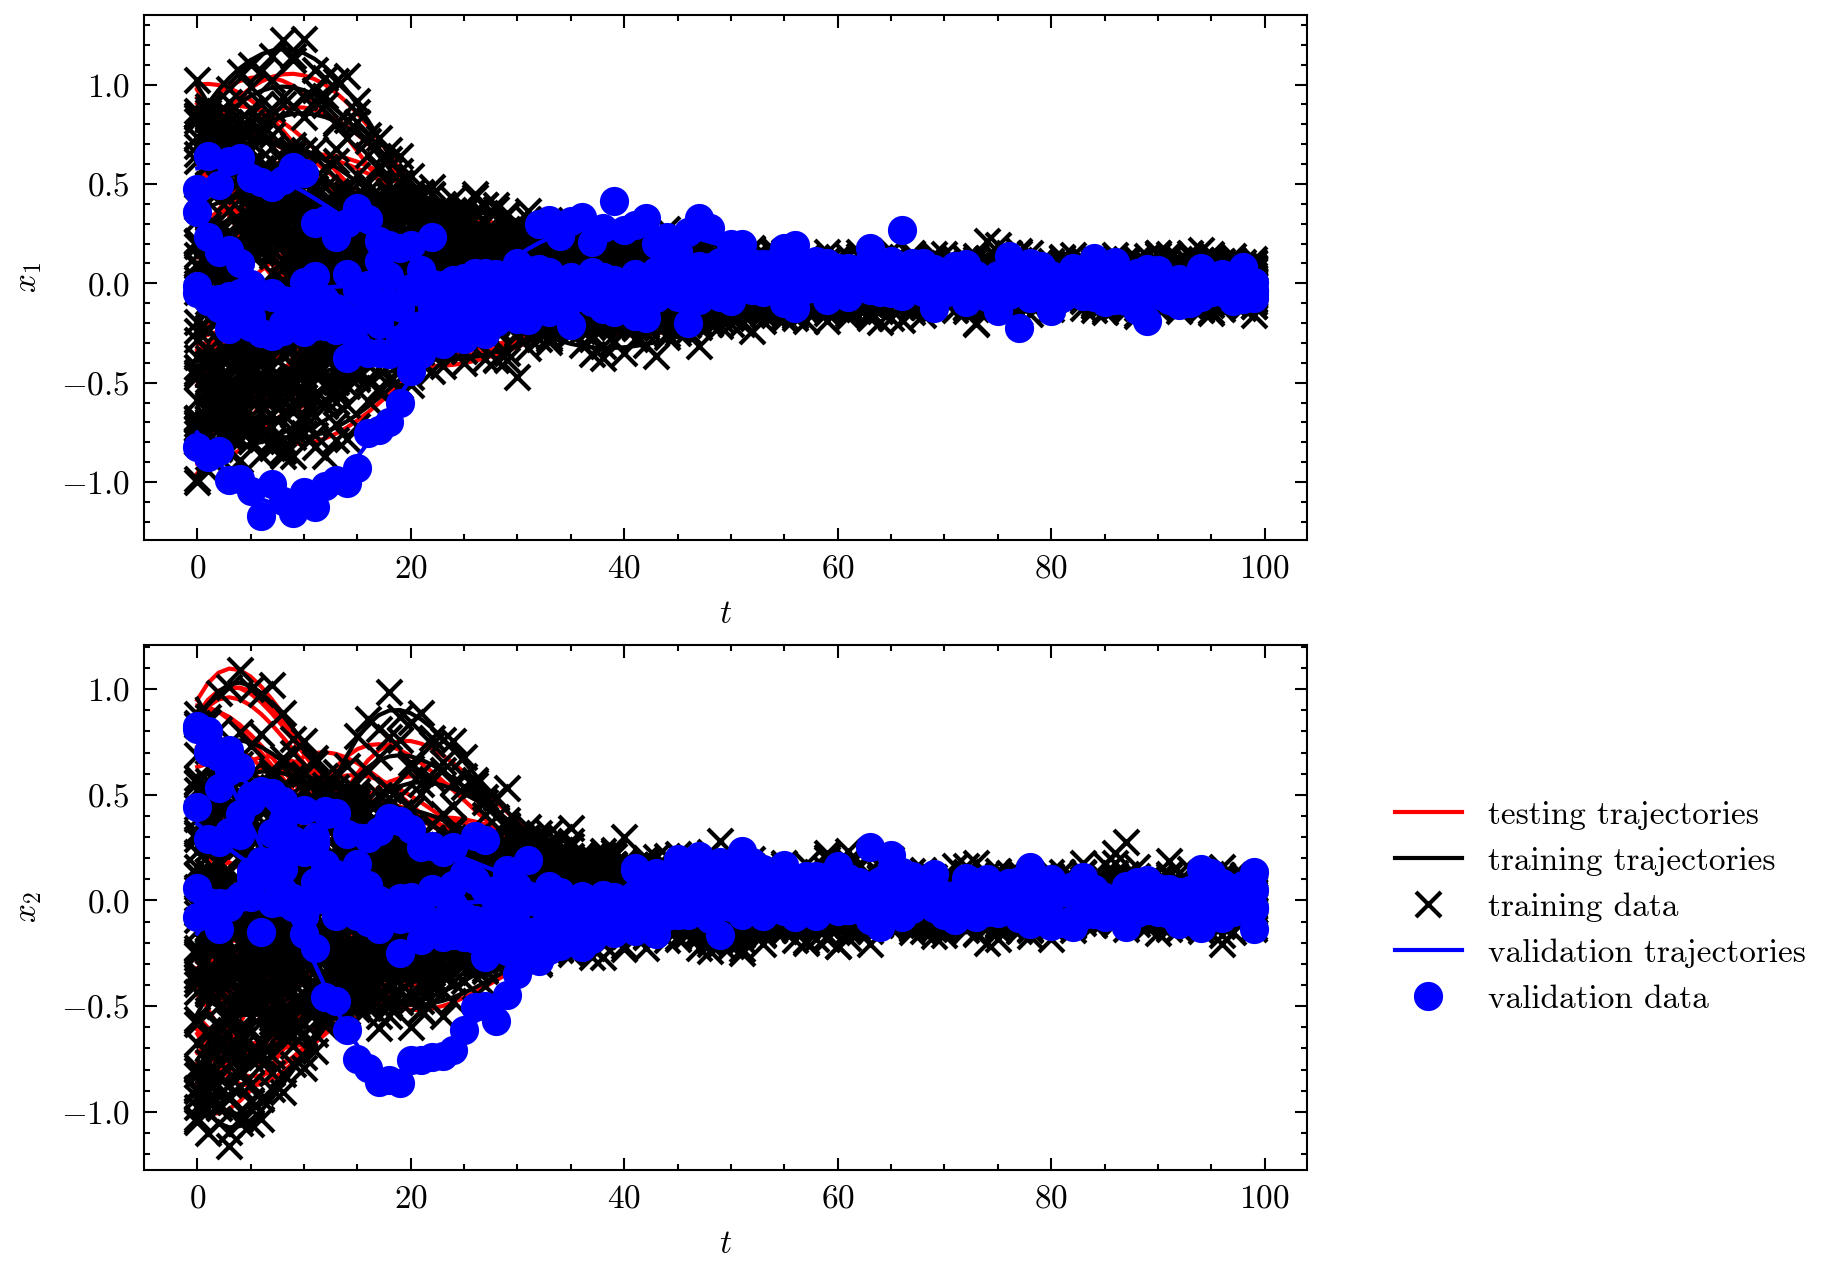 1.0
0.5
0.0
−0.5
−1.0
x₁
0 20 40 60 80 100
t
1.0
0.5
0.0
−0.5
−1.0
x₂
0 20 40 60 80 100
t
testing trajectories
training trajectories
training data
validation trajectories
validation data